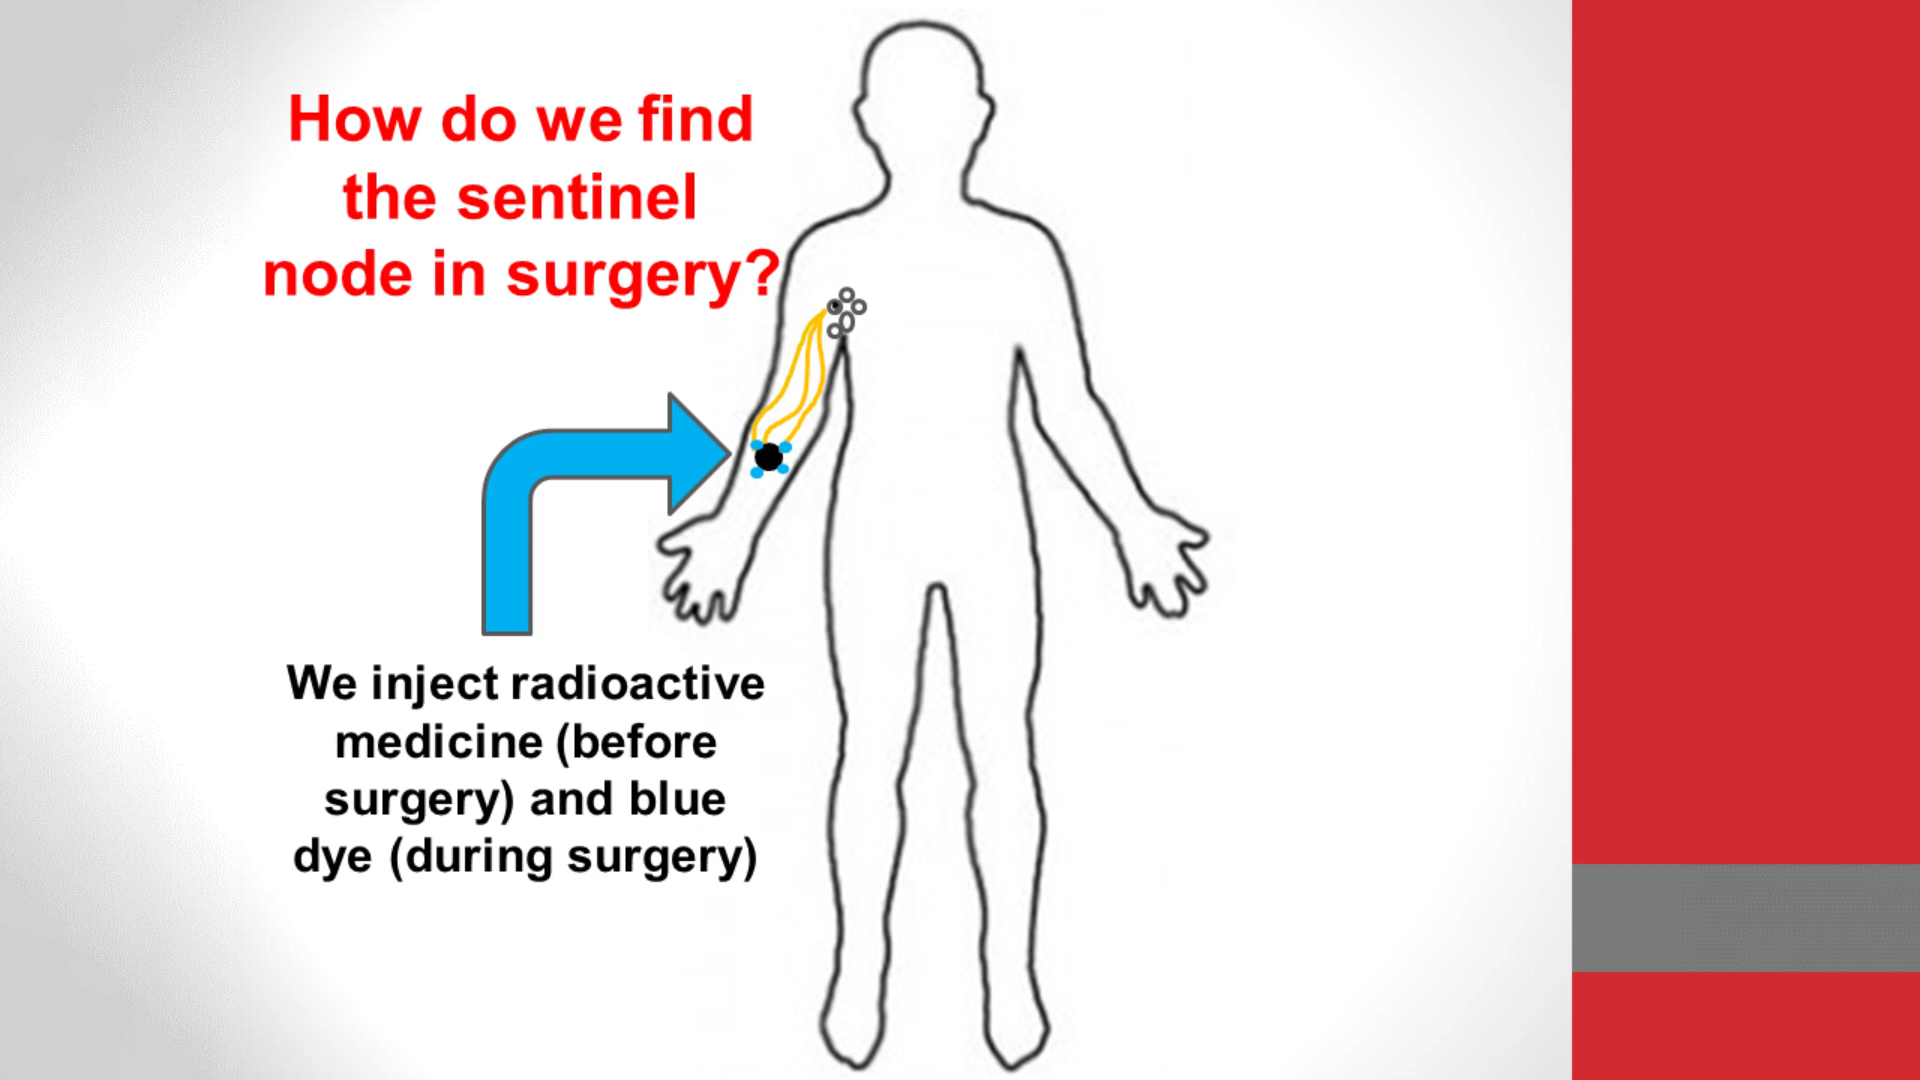 How do we find
the sentinel
node in surgery?
We inject radioactive
medicine (before
surgery) and blue
dye (during surgery)